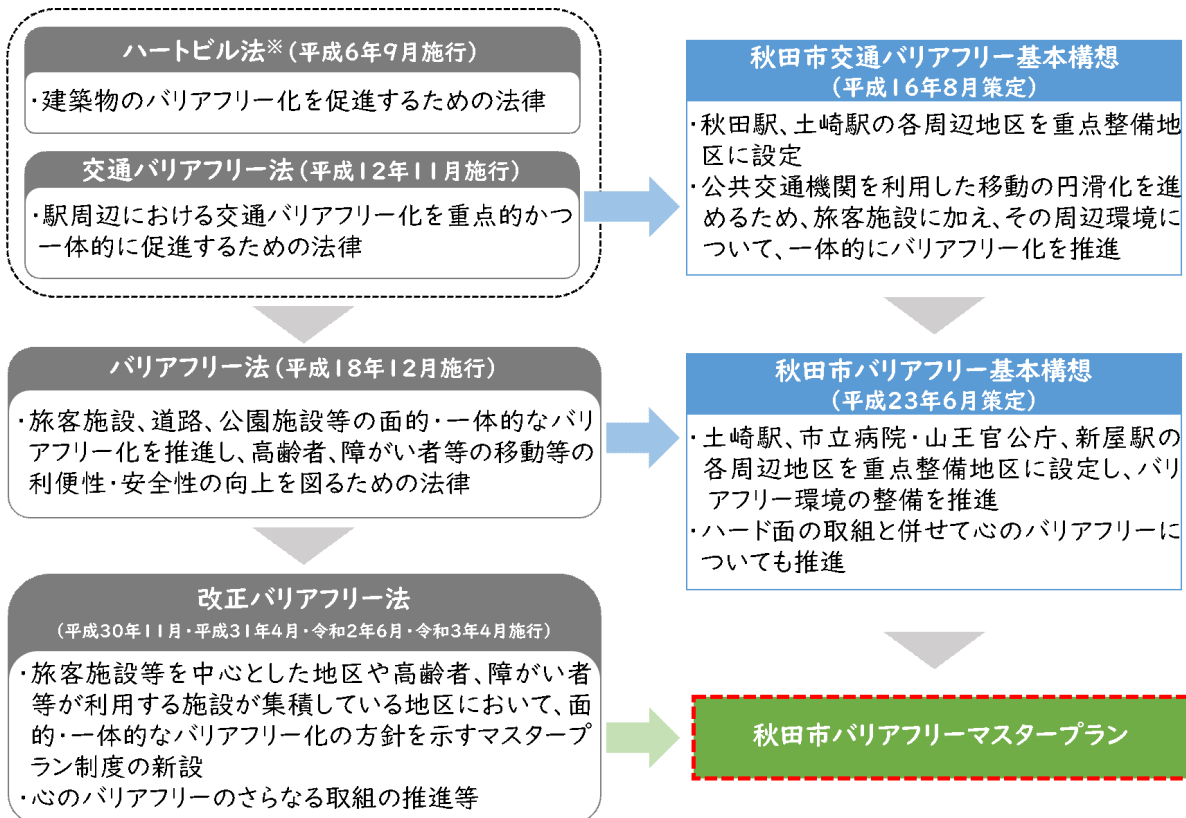 ハートビル法※(平成6年9月施行)
・建築物のバリアフリー化を促進するための法律
交通バリアフリー法(平成12年11月施行)
・駅周辺における交通バリアフリー化を重点的かつ
一体的に促進するための法律
秋田市交通バリアフリー基本構想
(平成16年8月策定)
・秋田駅、土崎駅の各周辺地区を重点整備地
区に設定
・公共交通機関を利用した移動の円滑化を進
めるため、旅客施設に加え、その周辺環境に
ついて、一体的にバリアフリー化を推進
バリアフリー法(平成18年12月施行)
・旅客施設、道路、公園施設等の面的・一体的なバリ
アフリー化を推進し、高齢者、障がい者等の移動等の
利便性・安全性の向上を図るための法律
秋田市バリアフリー基本構想
(平成23年6月策定)
・土崎駅、市立病院・山王官公庁、新屋駅の
各周辺地区を重点整備地区に設定し、バリ
アフリー環境の整備を推進
・ハード面の取組と併せて心のバリアフリーに
ついても推進
改正バリアフリー法
(平成30年11月・平成31年4月・令和2年6月・令和3年4月施行)
・旅客施設等を中心とした地区や高齢者、障がい者
等が利用する施設が集積している地区において、面
的・一体的なバリアフリー化の方針を示すマスタープ
ラン制度の新設
・心のバリアフリーのさらなる取組の推進等
秋田市バリアフリーマスタープラン